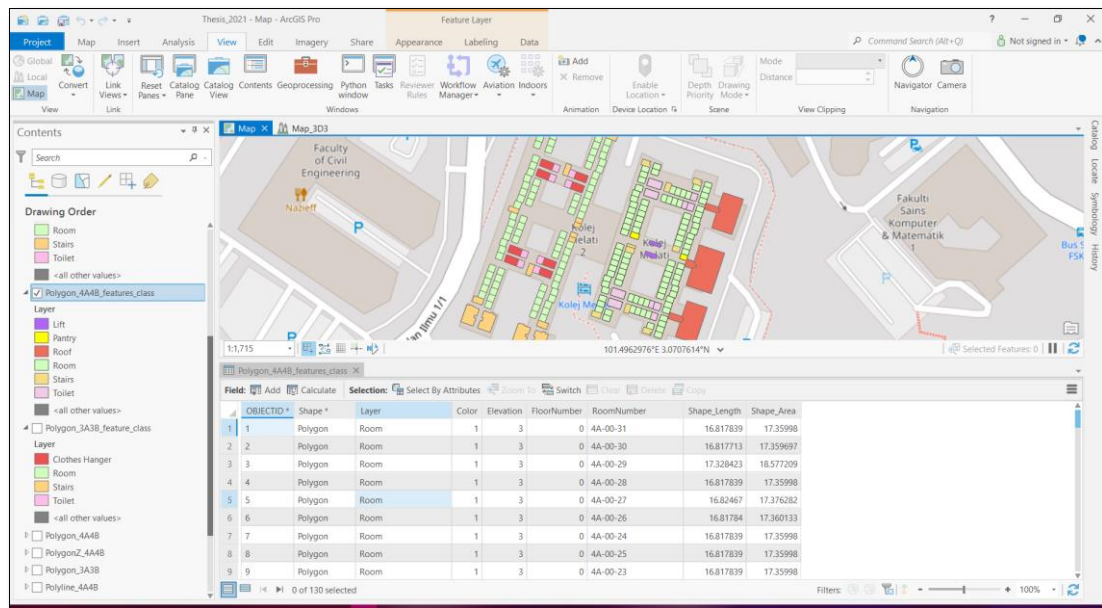 Thesis_2021 - Map - ArcGIS Pro
Feature Layer
?
Project Map Insert Analysis View Edit Imagery Share Appearance Labeling Data
Command Search (Alt+Q)
Not signed in
Global
Local
Map
Convert
Link Views
Reset Panes
Catalog Pane
Catalog View
Contents
Geoprocessing
Python window
Tasks
Reviewer Rules
Workflow Manager
Aviation
Indoors
Add
Remove
Enable Location
Depth Priority
Drawing Mode
Mode
Distance
Navigator
Camera
View Link Windows Animation Device Location Scene View Clipping Navigation
Contents
Search
Drawing Order
Room
Stairs
Toilet
<all other values>
Polygon_4A4B_features_class
Layer
Lift
Pantry
Roof
Room
Stairs
Toilet
<all other values>
Polygon_3A3B_feature_class
Layer
Clothes Hanger
Room
Stairs
Toilet
<all other values>
Polygon_4A4B
PolygonZ_4A4B
Polygon_3A3B
Polyline_4A4B
Map Map_3D3
Faculty
of Civil
Engineering
Nazieff
P
Kolej
Melati
2
Kolej
Melati
Kolej Me
an Ilmu 1/1
P
P
Fakulti
Sains
Komputer
& Matematik
1
P
Bus S
FSK
Catalog
Locate
Symbology
History
1:1,715
101.4962976°E 3.0707614°N
Selected Features: 0
Polygon_4A4B_features_class
Field: Add Calculate Selection: Select By Attributes Zoom To Switch Clear Delete Copy
OBJECTID * Shape * Layer Color Elevation FloorNumber RoomNumber Shape_Length Shape_Area
1 1 Polygon Room 1 3 0 4A-00-31 16.817839 17.35998
2 2 Polygon Room 1 3 0 4A-00-30 16.817713 17.359697
3 3 Polygon Room 1 3 0 4A-00-29 17.328423 18.577209
4 4 Polygon Room 1 3 0 4A-00-28 16.817839 17.35998
5 5 Polygon Room 1 3 0 4A-00-27 16.82467 17.376282
6 6 Polygon Room 1 3 0 4A-00-26 16.81784 17.360133
7 7 Polygon Room 1 3 0 4A-00-24 16.817839 17.35998
8 8 Polygon Room 1 3 0 4A-00-25 16.817839 17.35998
9 9 Polygon Room 1 3 0 4A-00-23 16.817839 17.35998
0 of 130 selected
Filters:
100%